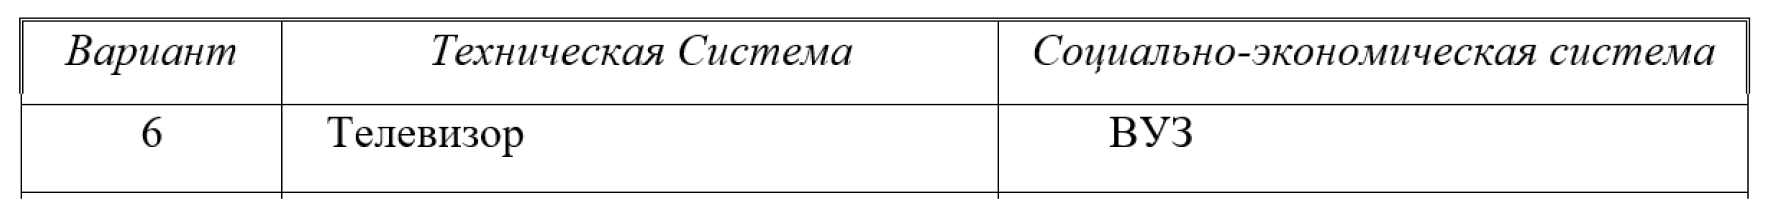 Вариант Техническая Система Социально-экономическая система
6 Телевизор ВУЗ